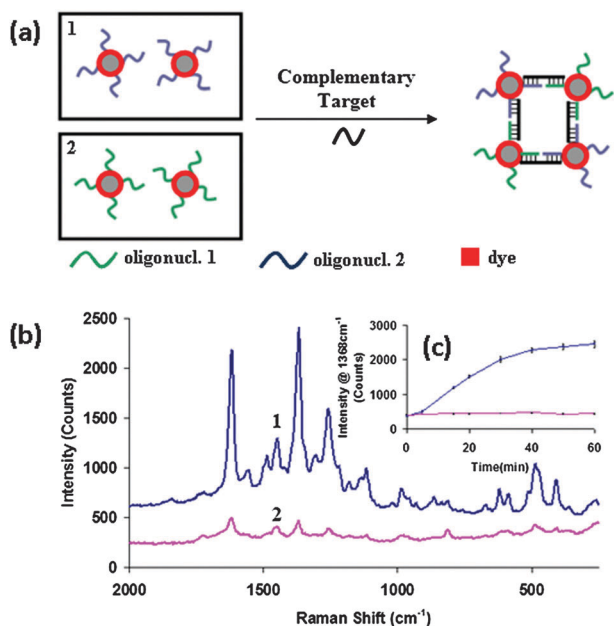 (a)
1
2
Complementary
Target
oligonucl. 1
oligonucl. 2
dye
(b)
2500
2000
1500
1000
500
0
Intensity (Counts)
1
2
2000
1500
1000
500
Raman Shift (cm⁻¹)
(c)
Intensity @ 1368cm⁻¹
(Counts)
3000
2000
1000
0
0
20
40
60
Time(min)